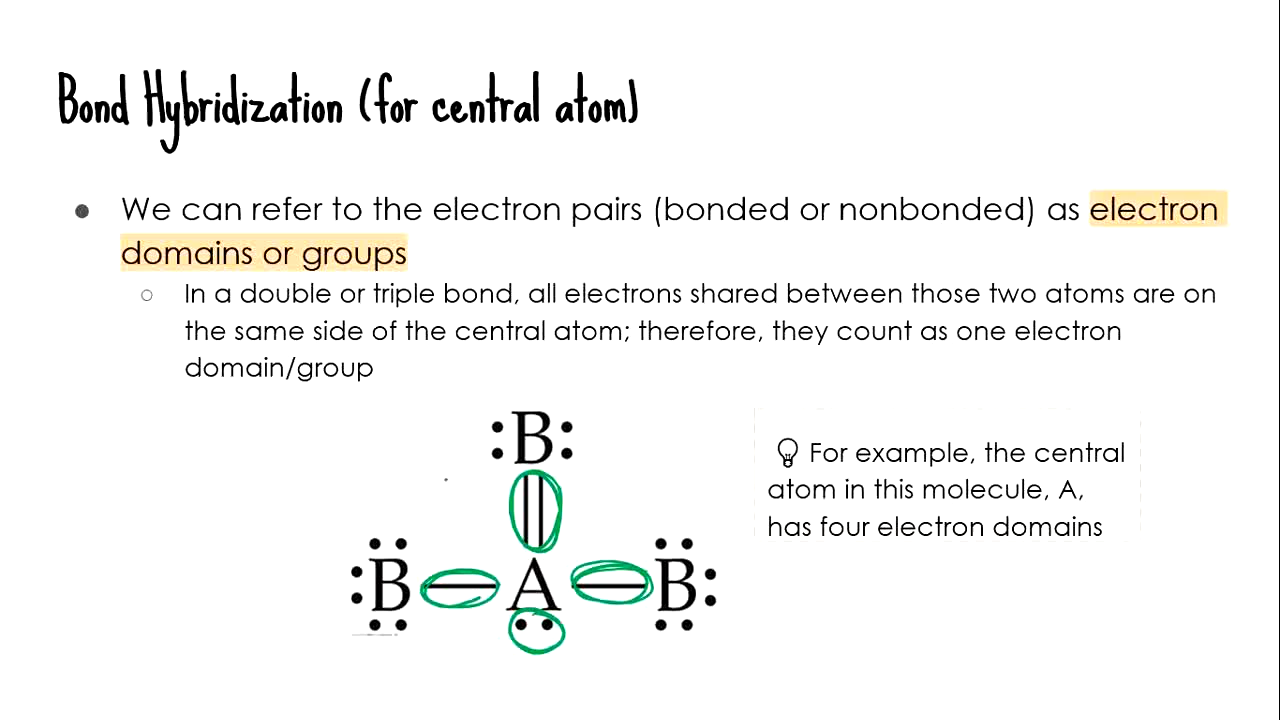 Bond Hybridization (for central atom)
● We can refer to the electron pairs (bonded or nonbonded) as electron
domains or groups
○ In a double or triple bond, all electrons shared between those two atoms are on
the same side of the central atom; therefore, they count as one electron
domain/group
:B:
💡 For example, the central
atom in this molecule, A,
has four electron domains
:B — A — B: